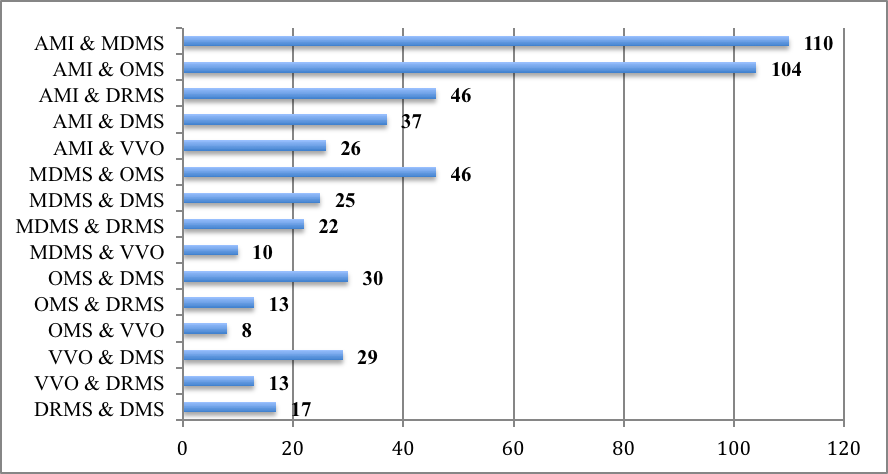 AMI & MDMS 110
AMI & OMS 104
AMI & DRMS 46
AMI & DMS 37
AMI & VVO 26
MDMS & OMS 46
MDMS & DMS 25
MDMS & DRMS 22
MDMS & VVO 10
OMS & DMS 30
OMS & DRMS 13
OMS & VVO 8
VVO & DMS 29
VVO & DRMS 13
DRMS & DMS 17
0 20 40 60 80 100 120